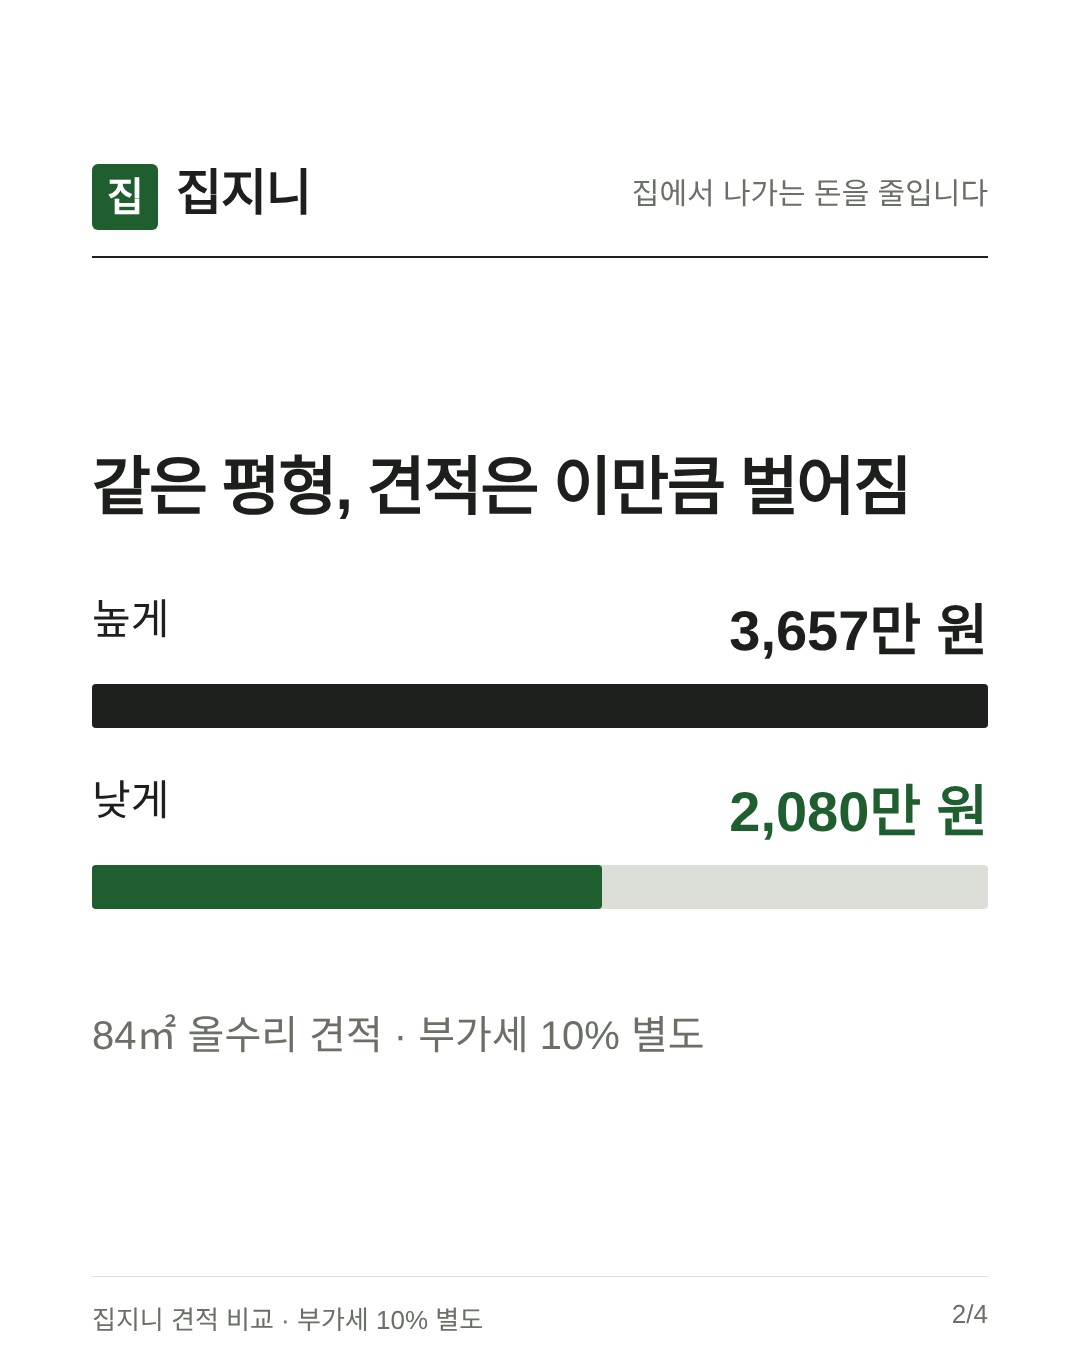 집 집지니
집에서 나가는 돈을 줄입니다
같은 평형, 견적은 이만큼 벌어짐
높게
3,657만 원
낮게
2,080만 원
84㎡ 올수리 견적 · 부가세 10% 별도
집지니 견적 비교 · 부가세 10% 별도
2/4